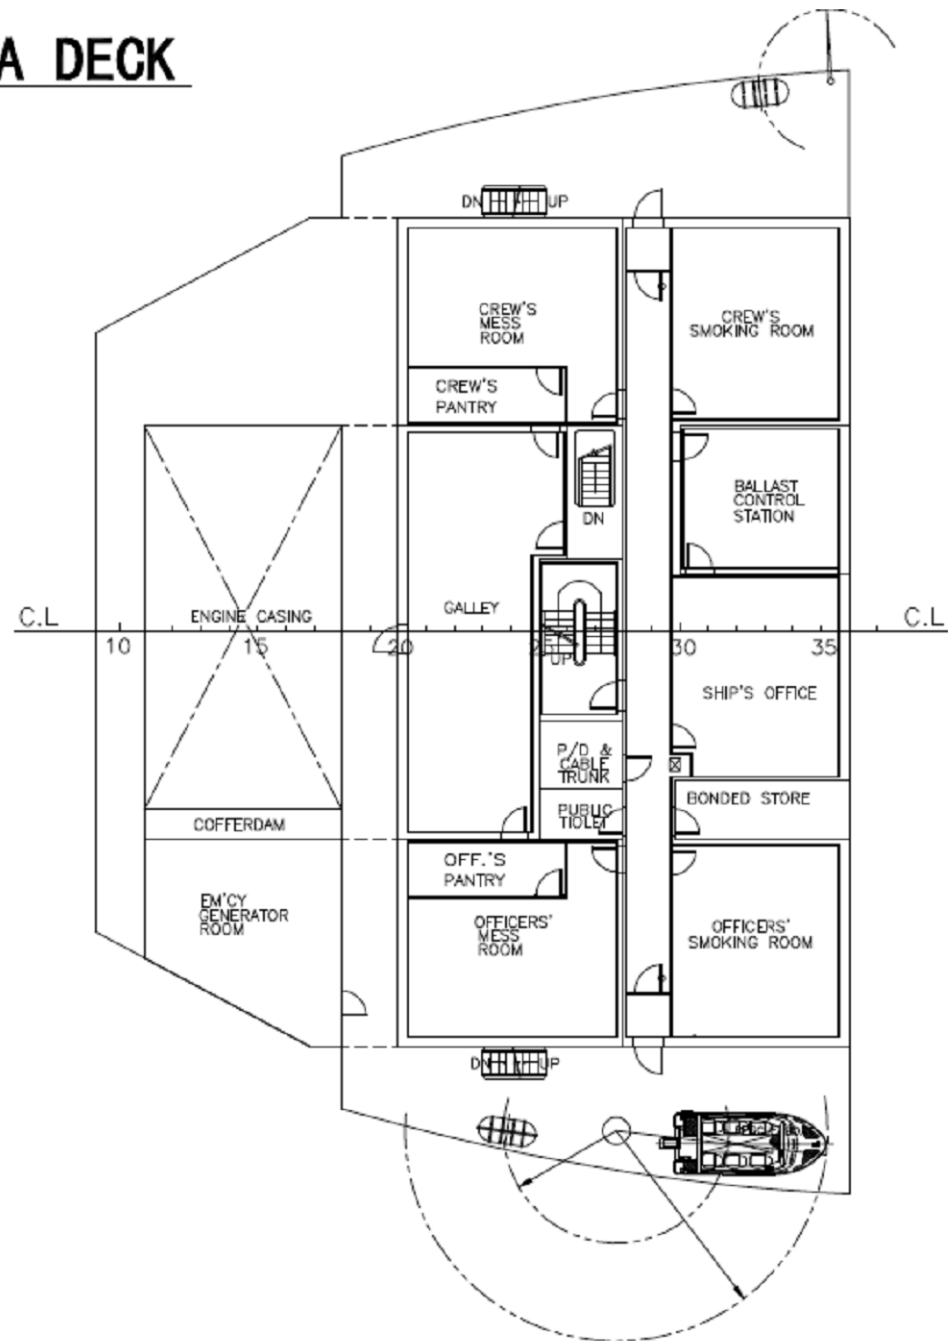 A DECK
DN UP
CREW'S
MESS
ROOM
CREW'S
SMOKING ROOM
CREW'S
PANTRY
BALLAST
CONTROL
STATION
DN
GALLEY
ENGINE CASING
C.L
C.L
10 15 20 25 30 35
UP
SHIP'S OFFICE
P/D &
CABLE
TRUNK
BONDED STORE
PUBLIC
TIOLET
COFFERDAM
OFF.'S
PANTRY
EM'CY
GENERATOR
ROOM
OFFICERS'
MESS
ROOM
OFFICERS'
SMOKING ROOM
DN UP